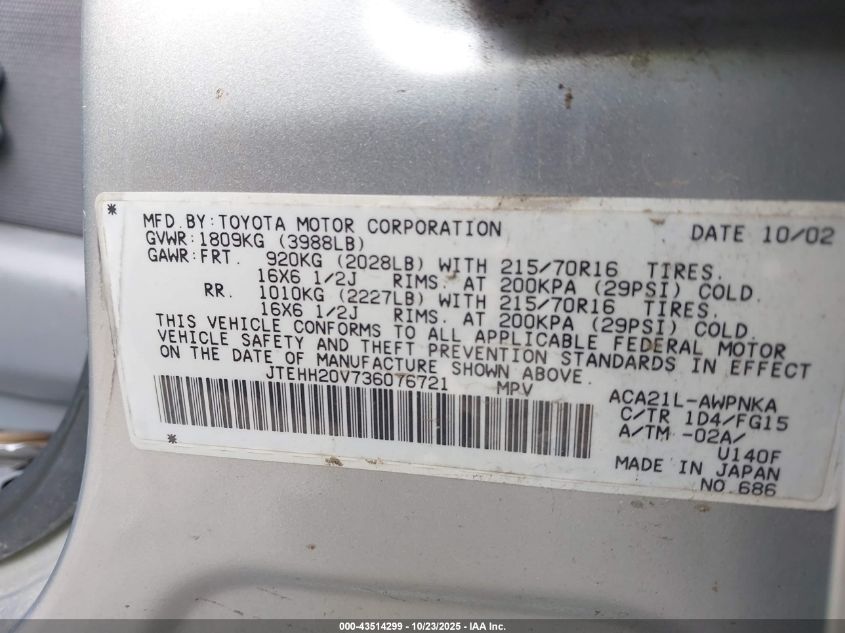 MFD.BY:TOYOTA MOTOR CORPORATION DATE 10/02
GVWR:1809KG (3988LB)
GAWR:FRT. 920KG (2028LB) WITH 215/70R16 TIRES.
16X6 1/2J RIMS. AT 200KPA (29PSI) COLD.
RR. 1010KG (2227LB) WITH 215/70R16 TIRES.
16X6 1/2J RIMS. AT 200KPA (29PSI) COLD.
THIS VEHICLE CONFORMS TO ALL APPLICABLE FEDERAL MOTOR
VEHICLE SAFETY AND THEFT PREVENTION STANDARDS IN EFFECT
ON THE DATE OF MANUFACTURE SHOWN ABOVE.
JTEHH20V736076721 MPV
ACA21L-AWPNKA
C/TR 1D4/FG15
A/TM -02A/
U140F
MADE IN JAPAN
NO.686
000-43514299 - 10/23/2025 - IAA Inc.